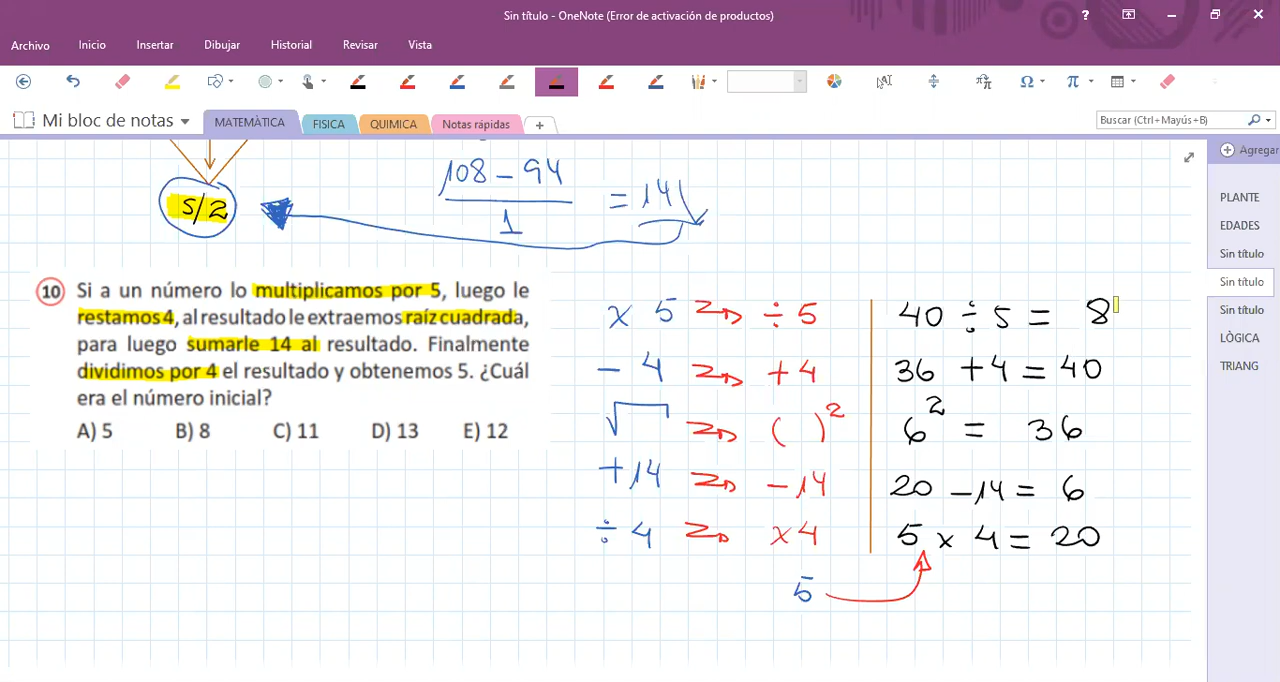 Sin título - OneNote (Error de activación de productos)
?
Archivo Inicio Insertar Dibujar Historial Revisar Vista
Mi bloc de notas
MATEMÀTICA FISICA QUIMICA Notas rápidas +
Buscar (Ctrl+Mayús+B)
Agregar
PLANTE
EDADES
Sin título
Sin título
Sin título
LÒGICA
TRIANG
S/2
108 - 94
1
= 14
10 Si a un número lo multiplicamos por 5, luego le
restamos 4, al resultado le extraemos raíz cuadrada,
para luego sumarle 14 al resultado. Finalmente
dividimos por 4 el resultado y obtenemos 5. ¿Cuál
era el número inicial?
A) 5 B) 8 C) 11 D) 13 E) 12
× 5 ÷ 5 40 ÷ 5 = 8
- 4 + 4 36 + 4 = 40
√ ( )² 6² = 36
+ 14 - 14 20 - 14 = 6
÷ 4 × 4 5 × 4 = 20
5